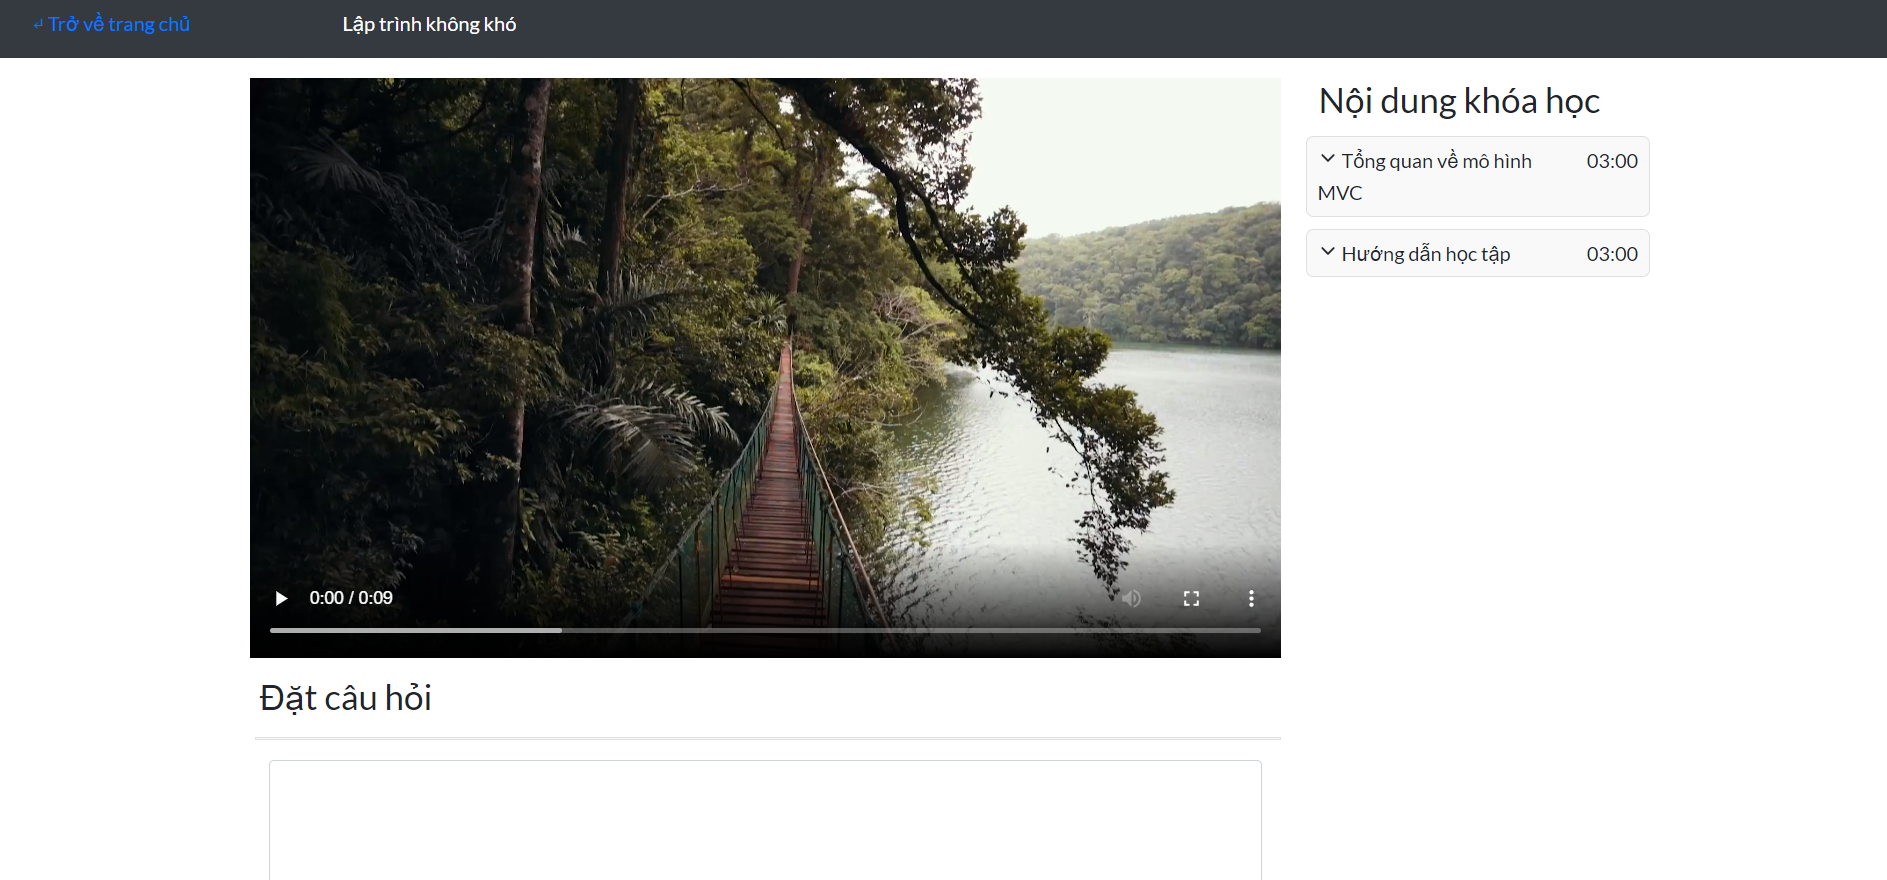 Trở về trang chủ
Lập trình không khó
Nội dung khóa học
Tổng quan về mô hình 03:00
MVC
Hướng dẫn học tập 03:00
0:00 / 0:09
Đặt câu hỏi